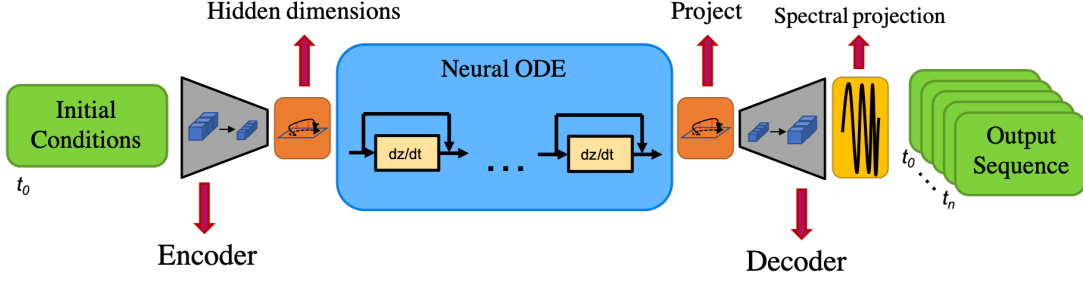 Hidden dimensions
Project
Spectral projection
Neural ODE
Initial
Conditions
dz/dt
...
dz/dt
Output
Sequence
t0
t0
tn
Encoder
Decoder